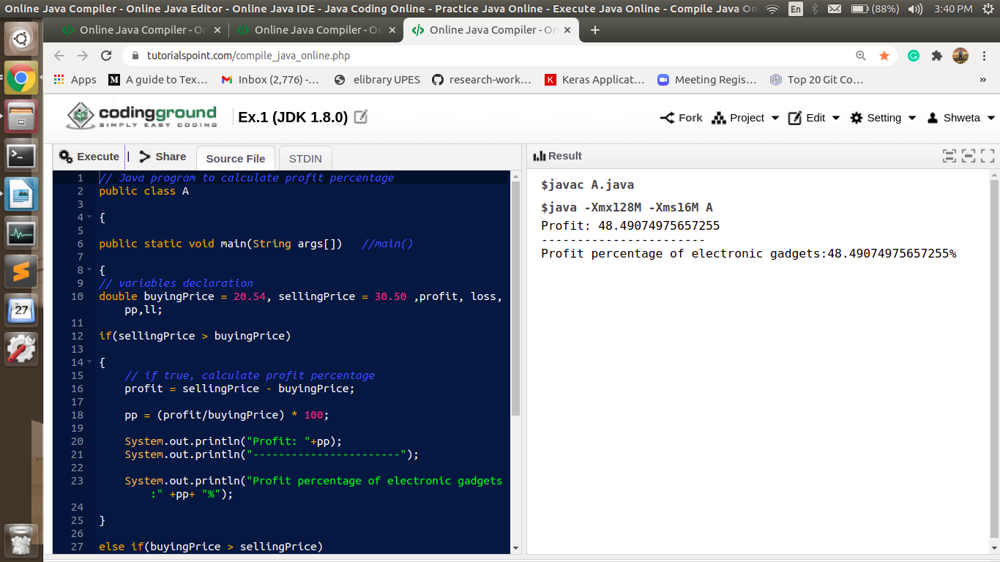 Online Java Compiler - Online Java Editor - Online Java IDE - Java Coding Online - Practice Java Online - Execute Java Online - Compile Java On
En (88%) 3:40 PM
Online Java Compiler - On × Online Java Compiler - On × Online Java Compiler - On × +
tutorialspoint.com/compile_java_online.php
Apps M A guide to Tex… Inbox (2,776) -… elibrary UPES research-work… K Keras Applicat… Meeting Regis… Top 20 Git Co… »
codingground
SIMPLY EASY CODING
Ex.1 (JDK 1.8.0)
Fork Project Edit Setting Shweta
Execute | Share Source File STDIN
1 // Java program to calculate profit percentage
2 public class A
3
4 {
5
6 public static void main(String args[]) //main()
7
8 {
9 // variables declaration
10 double buyingPrice = 20.54, sellingPrice = 30.50 ,profit, loss,
pp,ll;
11
12 if(sellingPrice > buyingPrice)
13
14 {
15 // if true, calculate profit percentage
16 profit = sellingPrice - buyingPrice;
17
18 pp = (profit/buyingPrice) * 100;
19
20 System.out.println("Profit: "+pp);
21 System.out.println("-----------------------");
22
23 System.out.println("Profit percentage of electronic gadgets
:" +pp+ "%");
24
25 }
26
27 else if(buyingPrice > sellingPrice)
Result
$javac A.java
$java -Xmx128M -Xms16M A
Profit: 48.49074975657255
-----------------------
Profit percentage of electronic gadgets:48.49074975657255%
27